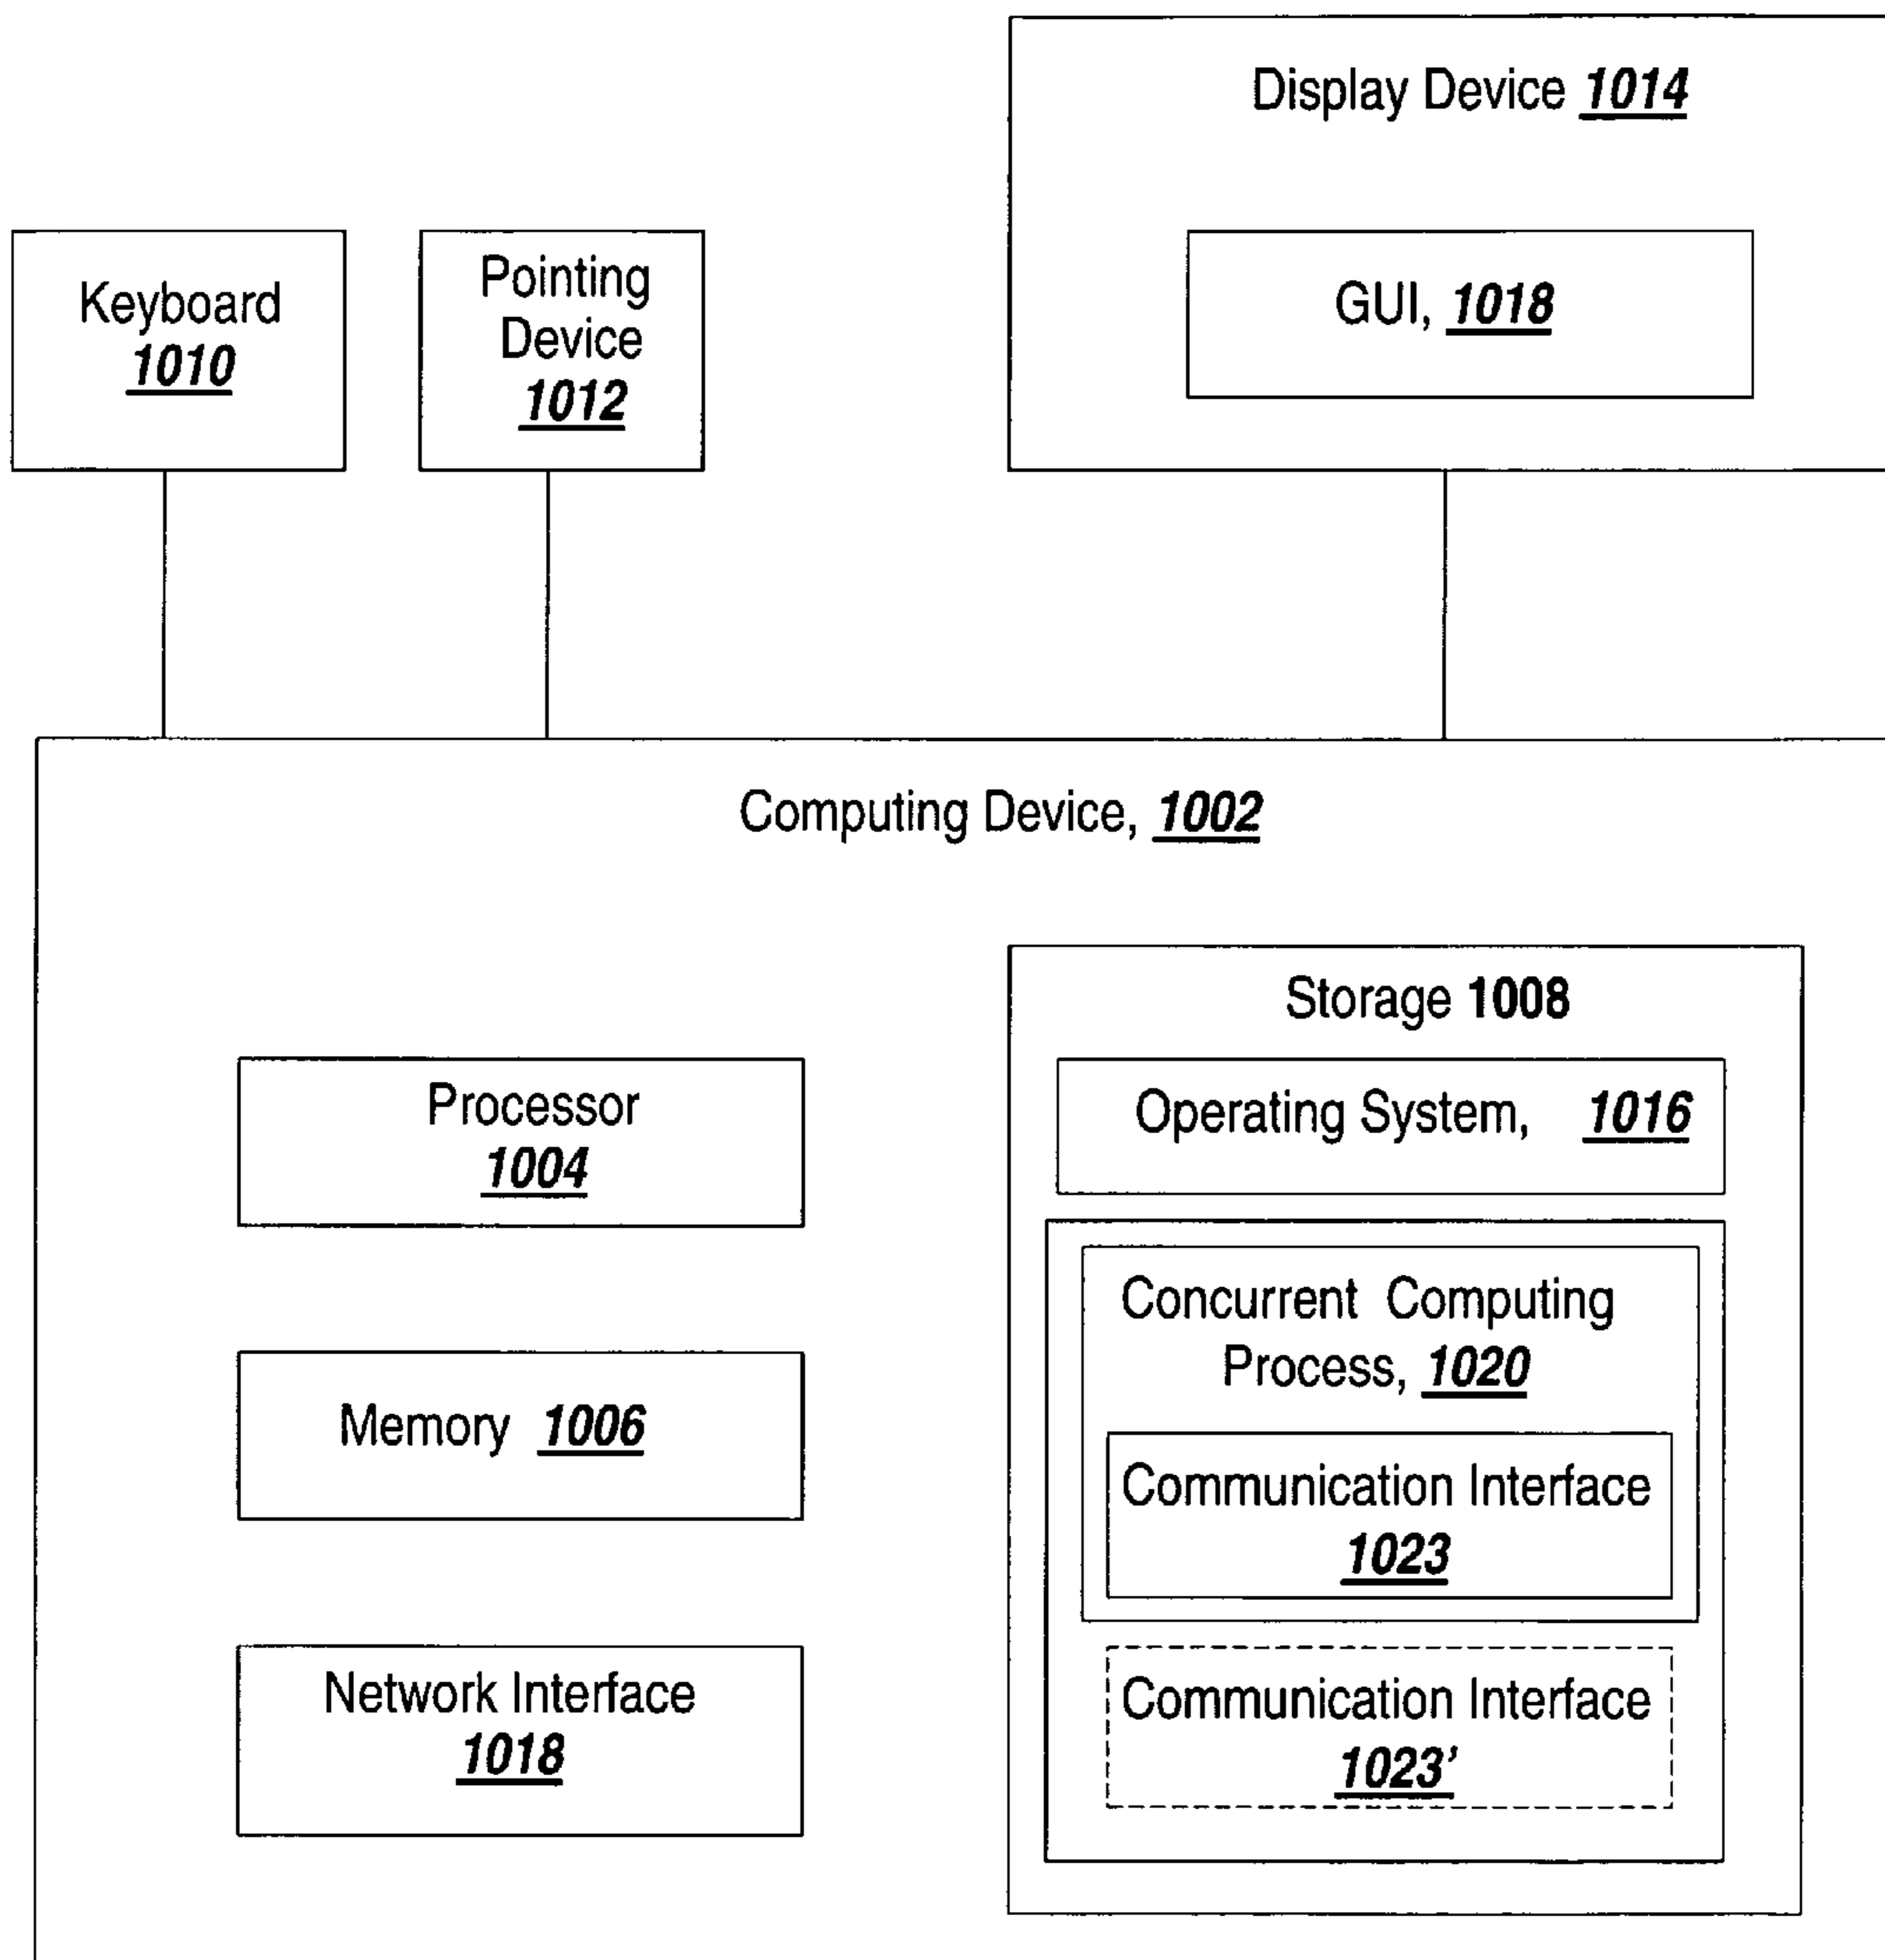 Display Device 1014
GUI, 1018
Keyboard
1010
Pointing
Device
1012
Computing Device, 1002
Processor
1004
Memory 1006
Network Interface
1018
Storage 1008
Operating System, 1016
Concurrent Computing
Process, 1020
Communication Interface
1023
Communication Interface
1023'